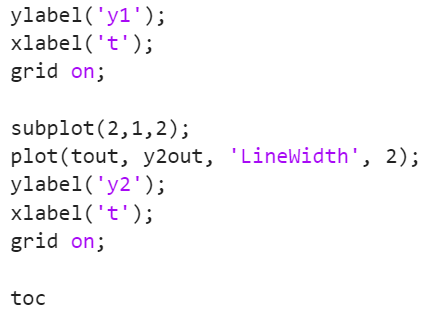 ylabel('y1');
xlabel('t');
grid on;
subplot(2,1,2);
plot(tout, y2out, 'LineWidth', 2);
ylabel('y2');
xlabel('t');
grid on;
toc